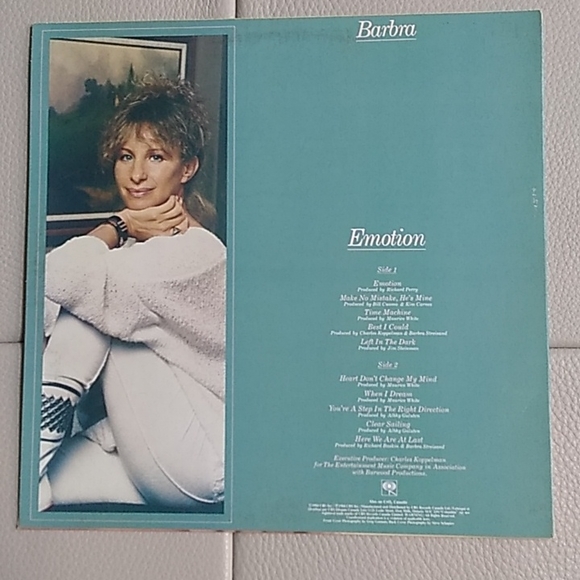 Barbra
Emotion
Side 1
Emotion
Produced by Richard Perry
Make No Mistake, He's Mine
Produced by Bill Cuomo & Kim Carnes
Time Machine
Produced by Maurice White
Best I Could
Produced by Charles Koppelman & Barbra Streisand
Left In The Dark
Produced by Jim Steinman
Side 2
Heart Don't Change My Mind
Produced by Maurice White
When I Dream
Produced by Maurice White
You're A Step In The Right Direction
Produced by Albhy Galuten
Clear Sailing
Produced by Albhy Galuten
Here We Are At Last
Produced by Richard Baskin & Barbra Streisand
Executive Producer: Charles Koppelman
for The Entertainment Music Company in Association
with Barwood Productions.